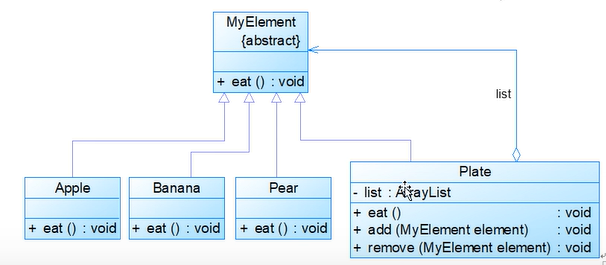 MyElement
{abstract}
+ eat () : void
list
Apple
+ eat () : void
Banana
+ eat () : void
Pear
+ eat () : void
Plate
- list : ArrayList
+ eat () : void
+ add (MyElement element) : void
+ remove (MyElement element) : void